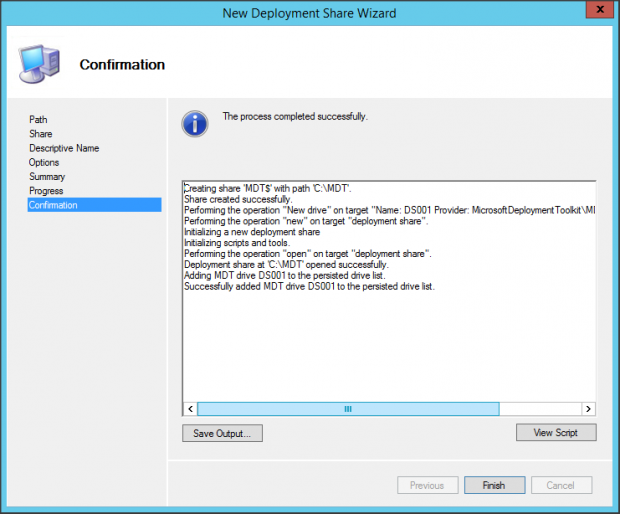 New Deployment Share Wizard
x
Confirmation
Path
Share
Descriptive Name
Options
Summary
Progress
Confirmation
The process completed successfully.
Creating share 'MDT$' with path 'C:\MDT'.
Share created successfully.
Performing the operation "New drive" on target "Name: DS001 Provider: MicrosoftDeploymentToolkit\MI
Performing the operation "new" on target "deployment share".
Initializing a new deployment share
Initializing scripts and tools.
Performing the operation "open" on target "deployment share".
Deployment share at 'C:\MDT' opened successfully.
Adding MDT drive DS001 to the persisted drive list.
Successfully added MDT drive DS001 to the persisted drive list.
Save Output...
View Script
Previous
Finish
Cancel